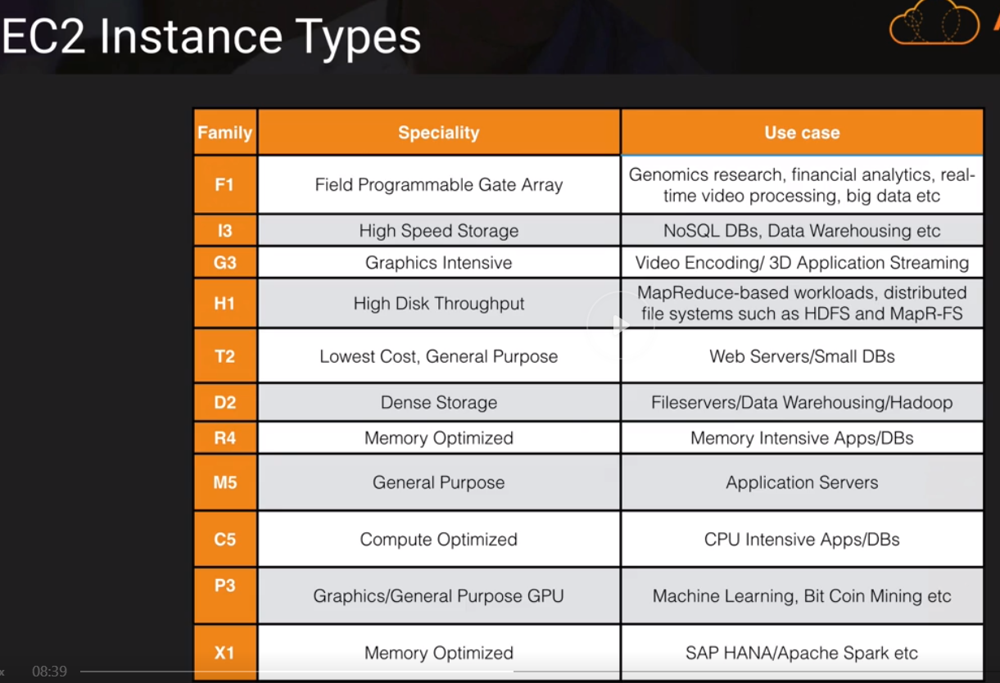 EC2 Instance Types
Family Speciality Use case
F1 Field Programmable Gate Array Genomics research, financial analytics, real-
time video processing, big data etc
I3 High Speed Storage NoSQL DBs, Data Warehousing etc
G3 Graphics Intensive Video Encoding/ 3D Application Streaming
H1 High Disk Throughput MapReduce-based workloads, distributed
file systems such as HDFS and MapR-FS
T2 Lowest Cost, General Purpose Web Servers/Small DBs
D2 Dense Storage Fileservers/Data Warehousing/Hadoop
R4 Memory Optimized Memory Intensive Apps/DBs
M5 General Purpose Application Servers
C5 Compute Optimized CPU Intensive Apps/DBs
P3 Graphics/General Purpose GPU Machine Learning, Bit Coin Mining etc
X1 Memory Optimized SAP HANA/Apache Spark etc
08:39